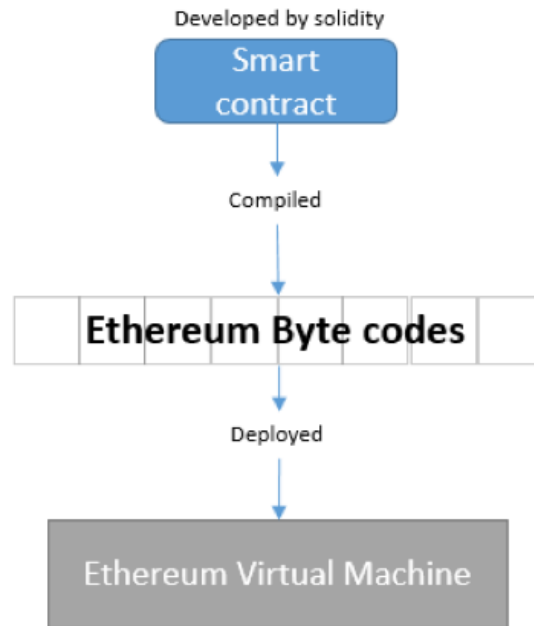 Developed by solidity
Smart
contract
Compiled
Ethereum Byte codes
Deployed
Ethereum Virtual Machine